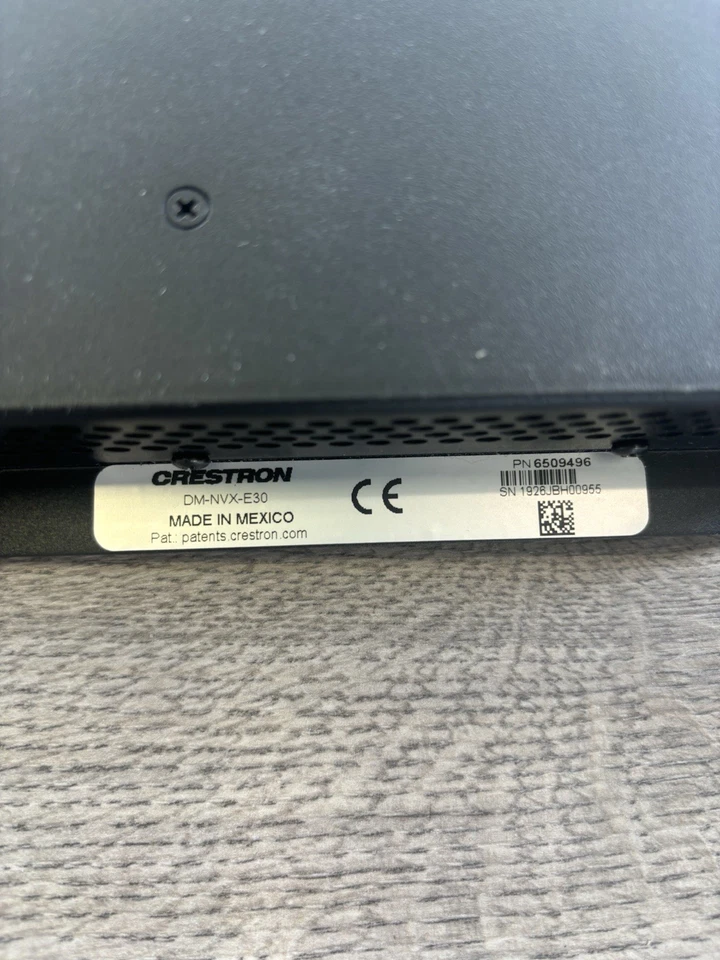 CRESTRON
DM-NVX-E30
MADE IN MEXICO
Pat.: patents.crestron.com
CE
PN 6509496
SN 1926JBH00955